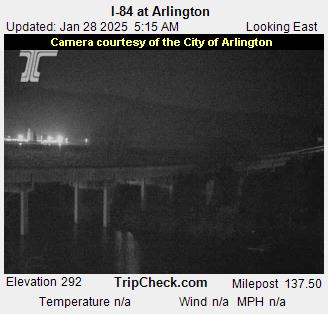 I-84 at Arlington
Updated: Jan 28 2025 5:15 AM Looking East
Camera courtesy of the City of Arlington
Elevation 292 TripCheck.com Milepost 137.50
Temperature n/a Wind n/a MPH n/a